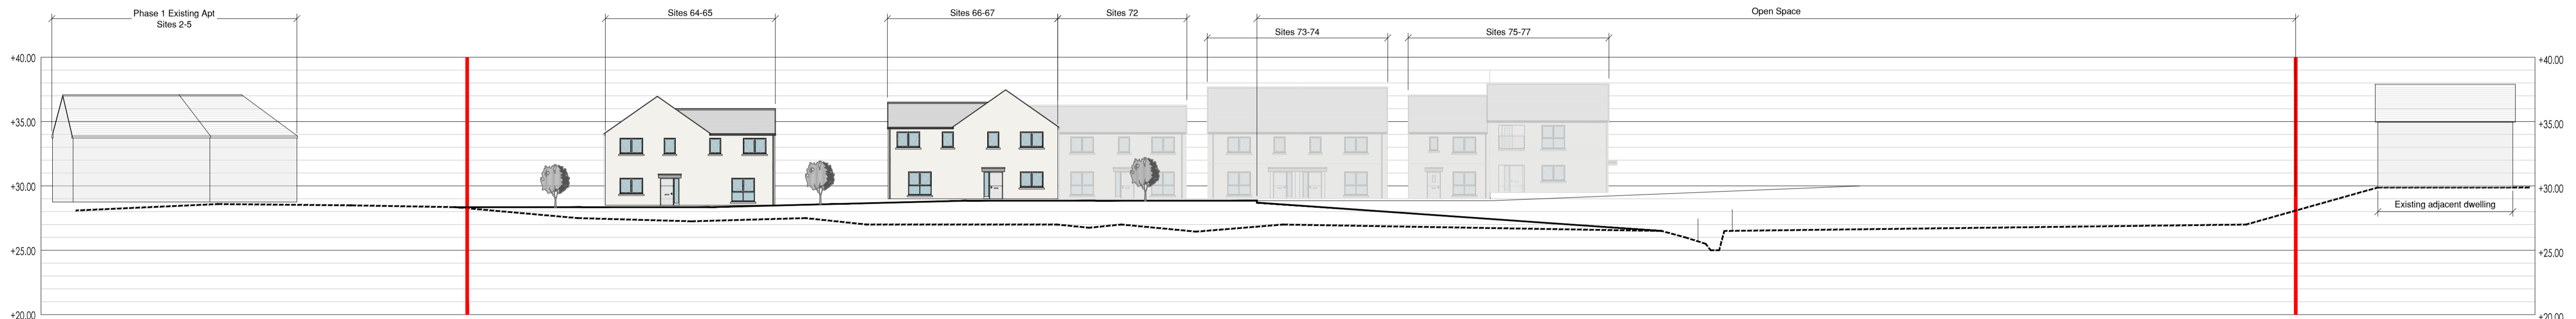 Phase 1 Existing Apt
Sites 2-5
Sites 64-65
Sites 66-67
Sites 72
Open Space
Sites 73-74
Sites 75-77
+40.00
+40.00
+35.00
+35.00
+30.00
+30.00
Existing adjacent dwelling
+25.00
+25.00
+20.00
+20.00